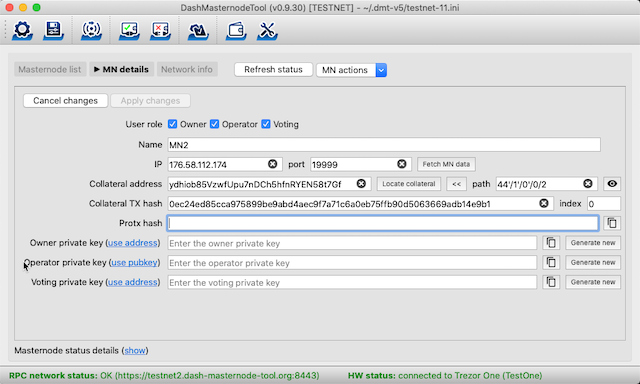 DashMasternodeTool (v0.9.30) [TESTNET] - ~/.dmt-v5/testnet-11.ini
Masternode list ▶ MN details Network info Refresh status MN actions
Cancel changes Apply changes
User role Owner Operator Voting
Name MN2
IP 176.58.112.174 port 19999 Fetch MN data
Collateral address ydhiob85VzwfUpu7nDCh5hfnRYEN58t7Gf Locate collateral << path 44'/1'/0'/0/2
Collateral TX hash 0ec24ed85cca975899be9abd4aec9f7a71c6a0eb75ffb90d5063669adb14e9b1 index 0
Protx hash
Owner private key (use address) Enter the owner private key Generate new
Operator private key (use pubkey) Enter the operator private key Generate new
Voting private key (use address) Enter the voting private key Generate new
Masternode status details (show)
RPC network status: OK (https://testnet2.dash-masternode-tool.org:8443) HW status: connected to Trezor One (TestOne)